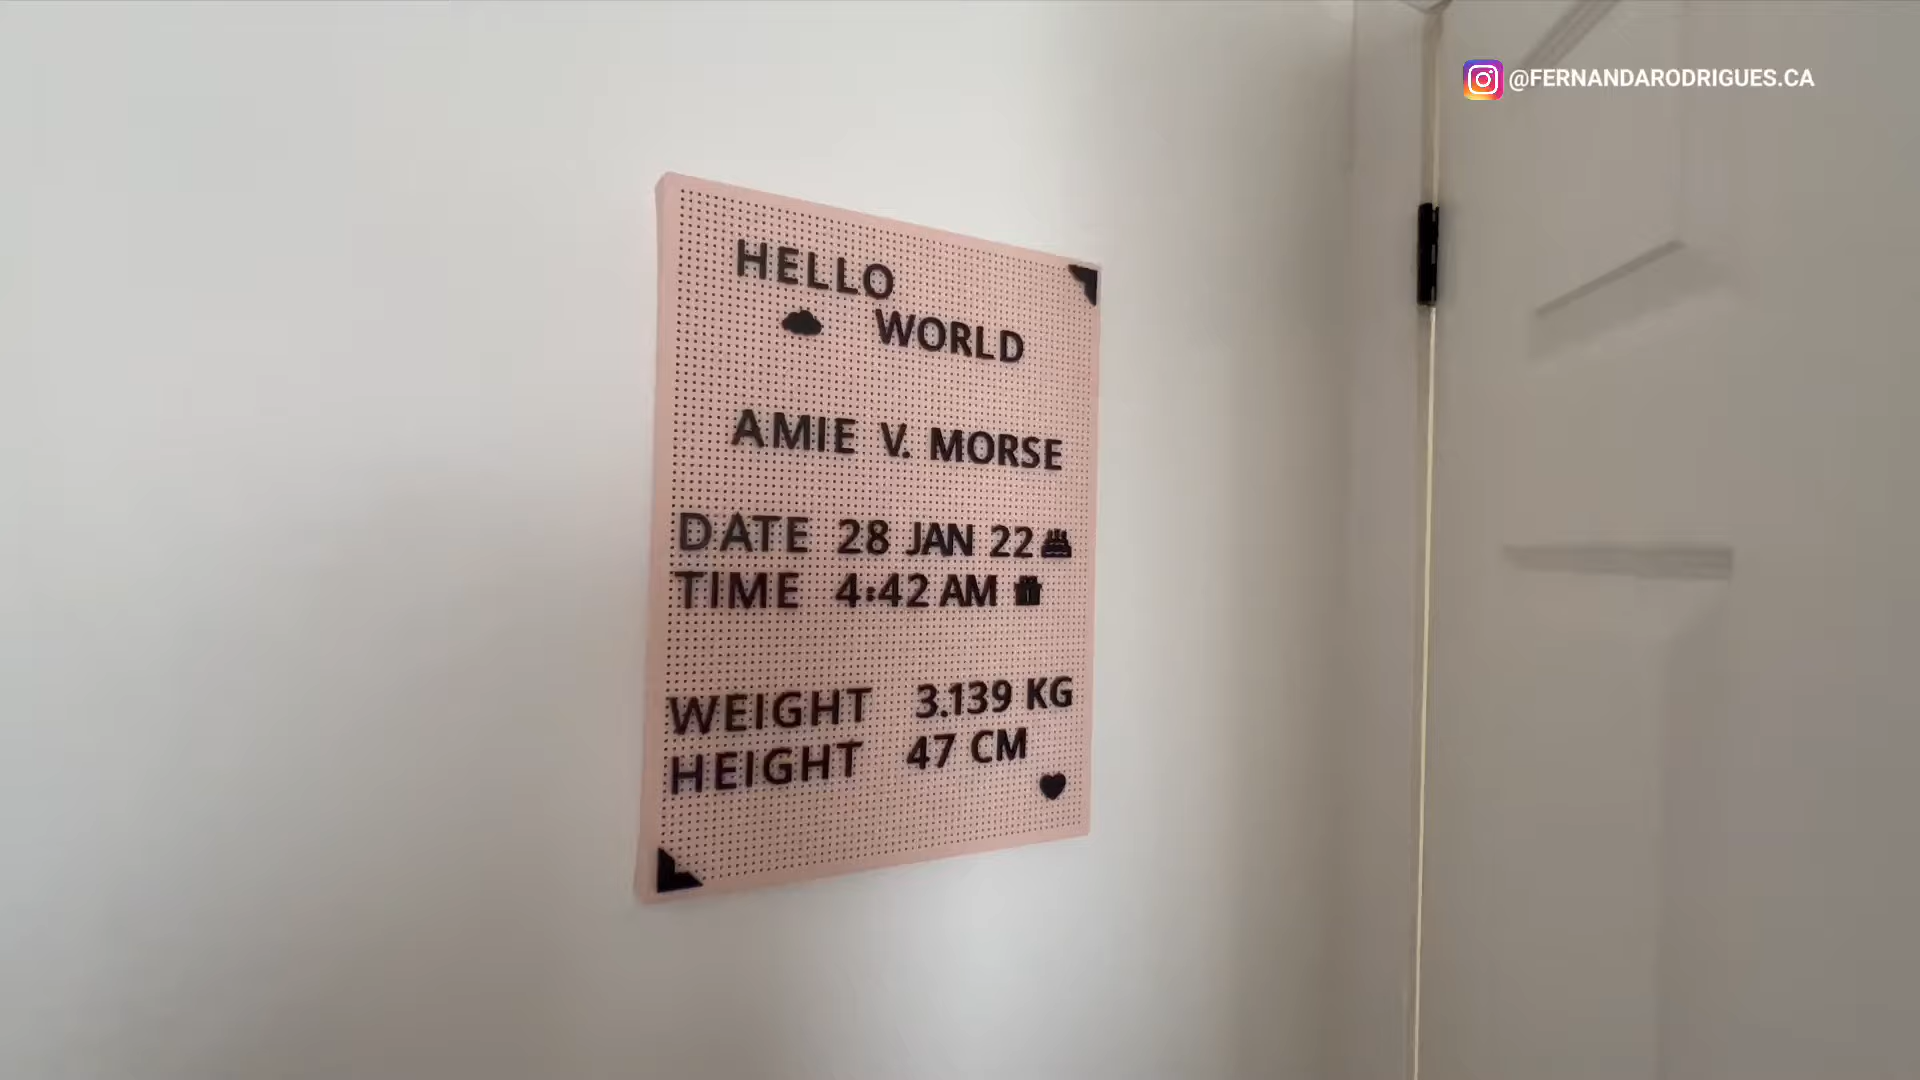 @FERNANDARODRIGUES.CA
HELLO
WORLD
AMIE V. MORSE
DATE 28 JAN 22
TIME 4:42 AM
WEIGHT 3.139 KG
HEIGHT 47 CM